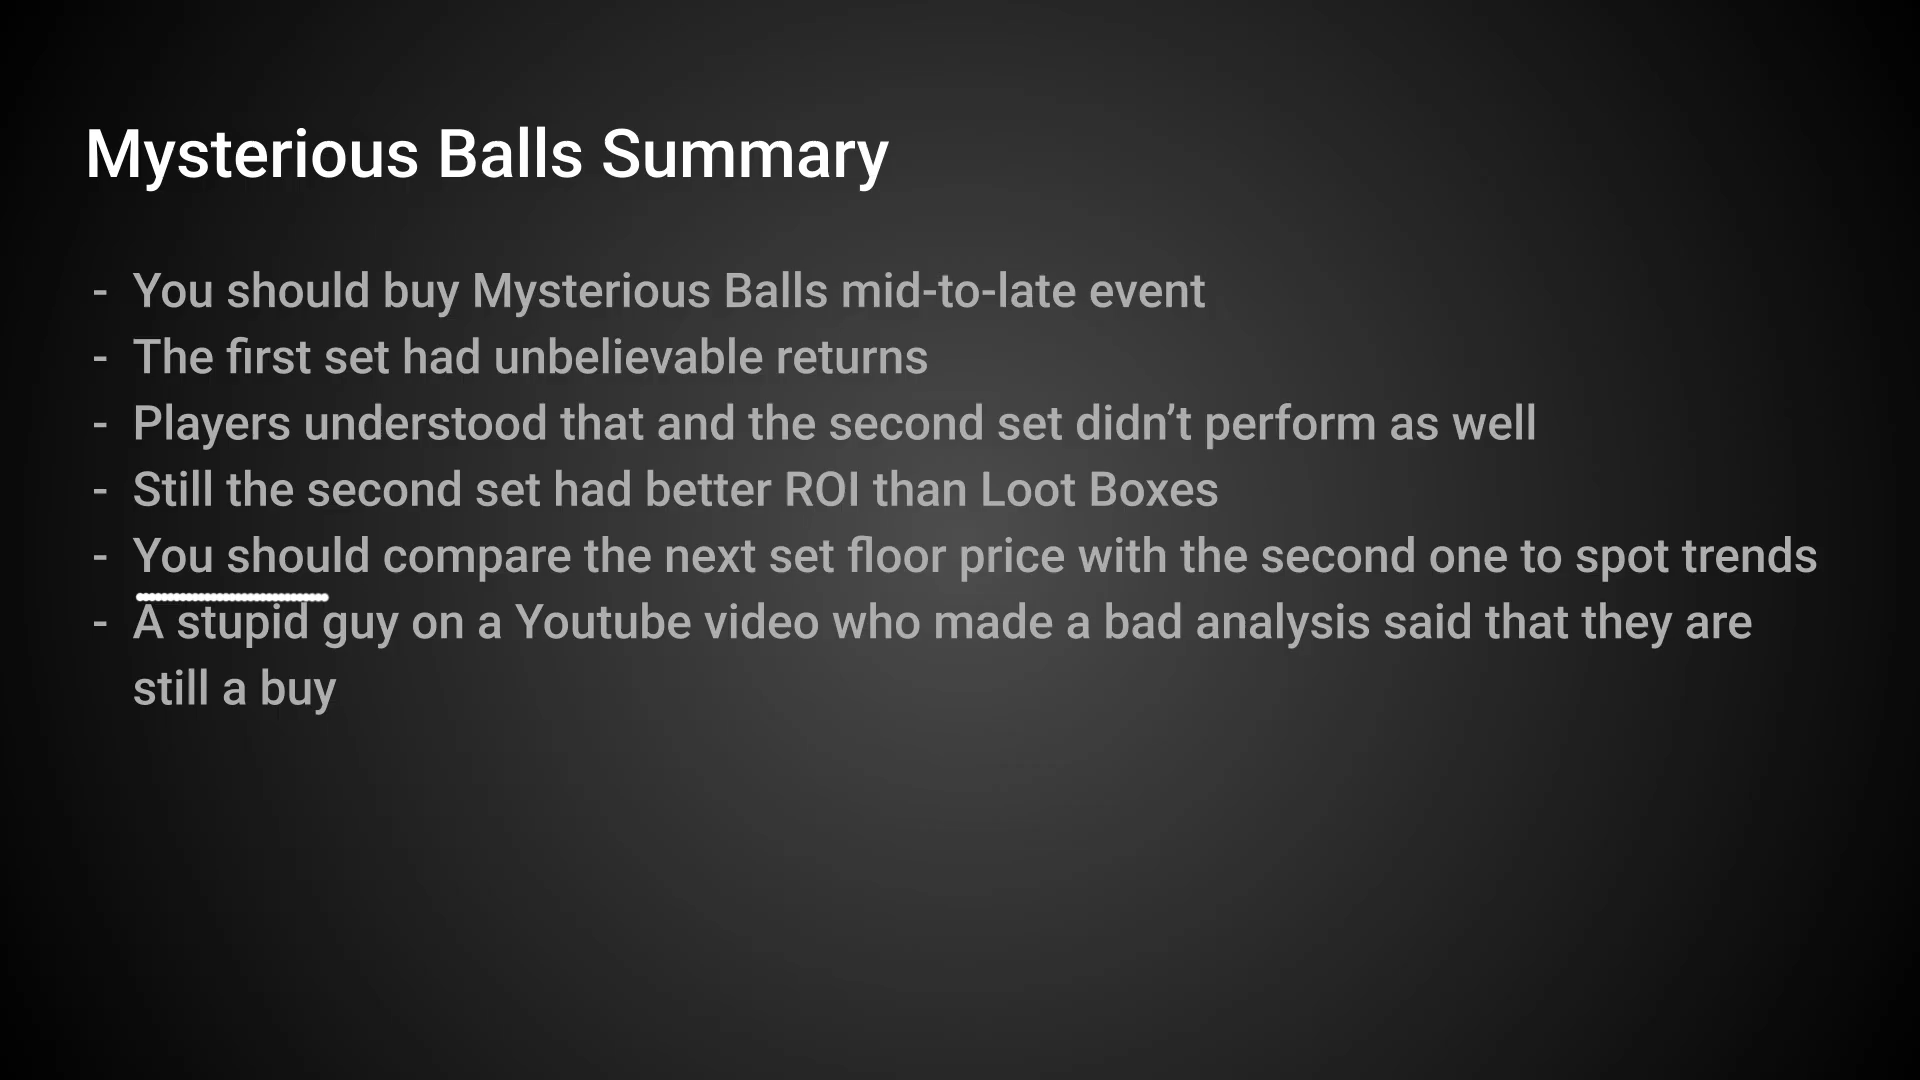 Mysterious Balls Summary
- You should buy Mysterious Balls mid-to-late event
- The first set had unbelievable returns
- Players understood that and the second set didn’t perform as well
- Still the second set had better ROI than Loot Boxes
- You should compare the next set floor price with the second one to spot trends
- A stupid guy on a Youtube video who made a bad analysis said that they are
still a buy